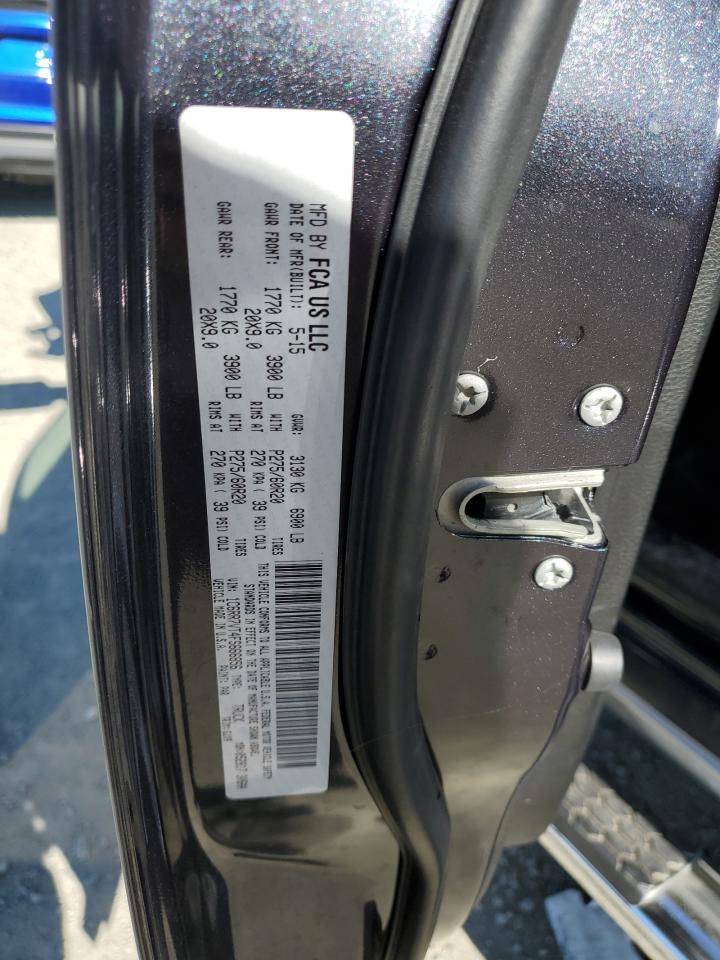 MFD BY FCA US LLC
DATE OF MFR(BUILT): 5-15 GVWR: 3130 KG 6900 LB
GAWR FRONT: 1770 KG 3900 LB WITH P275/60R20 TIRES
20X9.0 RIMS AT 270 KPA ( 39 PSI) COLD
GAWR REAR: 1770 KG 3900 LB WITH P275/60R20 TIRES
20X9.0 RIMS AT 270 KPA ( 39 PSI) COLD
THIS VEHICLE CONFORMS TO ALL APPLICABLE U.S.A. FEDERAL MOTOR VEHICLE SAFETY
STANDARDS IN EFFECT ON THE DATE OF MANUFACTURE SHOWN ABOVE.
VIN: TYPE: TRUCK
VEHICLE MADE IN U.S.A. PAINT: TRIM: